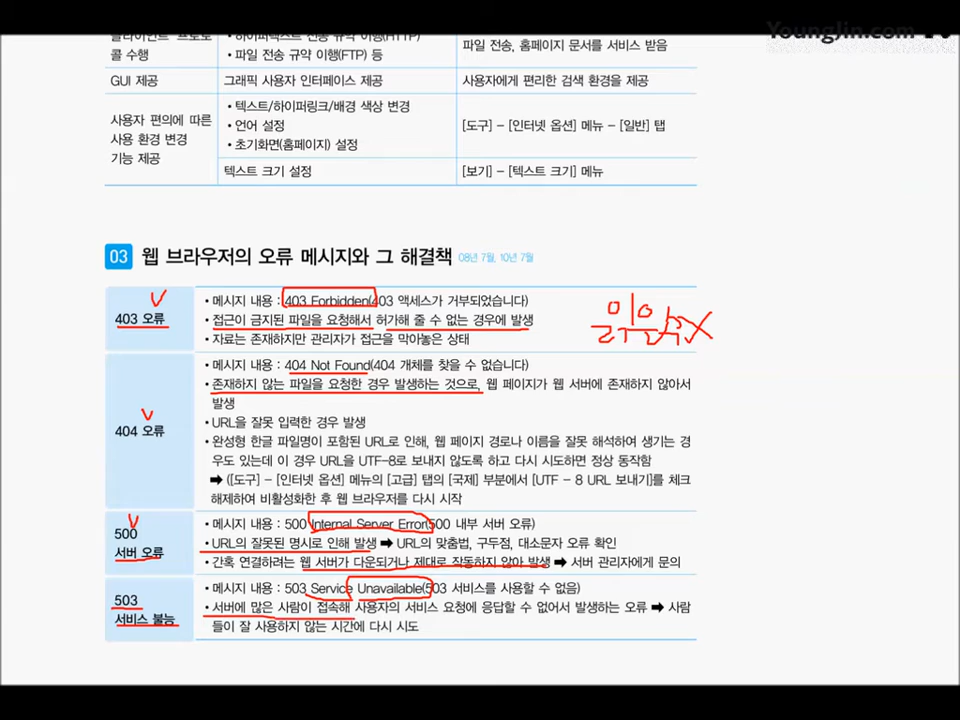 Younglin.com
클라이언트 프로토
• 하이퍼텍스트 전송 규약 이행(HTTP)
콜 수행
• 파일 전송 규약 이행(FTP) 등
파일 전송, 홈페이지 문서를 서비스 받음
GUI 제공
그래픽 사용자 인터페이스 제공
사용자에게 편리한 검색 환경을 제공
사용자 편의에 따른
사용 환경 변경
기능 제공
• 텍스트/하이퍼링크/배경 색상 변경
• 언어 설정
• 초기화면(홈페이지) 설정
[도구] – [인터넷 옵션] 메뉴 – [일반] 탭
텍스트 크기 설정
[보기] – [텍스트 크기] 메뉴
03 웹 브라우저의 오류 메시지와 그 해결책 08년 7월, 10년 7월
403 오류
• 메시지 내용 : 403 Forbidden(403 액세스가 거부되었습니다)
• 접근이 금지된 파일을 요청해서 허가해 줄 수 없는 경우에 발생
• 자료는 존재하지만 관리자가 접근을 막아놓은 상태
404 오류
• 메시지 내용 : 404 Not Found(404 개체를 찾을 수 없습니다)
• 존재하지 않는 파일을 요청한 경우 발생하는 것으로, 웹 페이지가 웹 서버에 존재하지 않아서
발생
• URL을 잘못 입력한 경우 발생
• 완성형 한글 파일명이 포함된 URL로 인해, 웹 페이지 경로나 이름을 잘못 해석하여 생기는 경
우도 있는데 이 경우 URL을 UTF-8로 보내지 않도록 하고 다시 시도하면 정상 동작함
➡ ([도구] – [인터넷 옵션] 메뉴의 [고급] 탭의 [국제] 부분에서 [UTF – 8 URL 보내기]를 체크
해제하여 비활성화한 후 웹 브라우저를 다시 시작
500
서버 오류
• 메시지 내용 : 500 Internal Server Error(500 내부 서버 오류)
• URL의 잘못된 명시로 인해 발생 ➡ URL의 맞춤법, 구두점, 대소문자 오류 확인
• 간혹 연결하려는 웹 서버가 다운되거나 제대로 작동하지 않아 발생 ➡ 서버 관리자에게 문의
503
서비스 불능
• 메시지 내용 : 503 Service Unavailable(503 서비스를 사용할 수 없음)
• 서버에 많은 사람이 접속해 사용자의 서비스 요청에 응답할 수 없어서 발생하는 오류 ➡ 사람
들이 잘 사용하지 않는 시간에 다시 시도